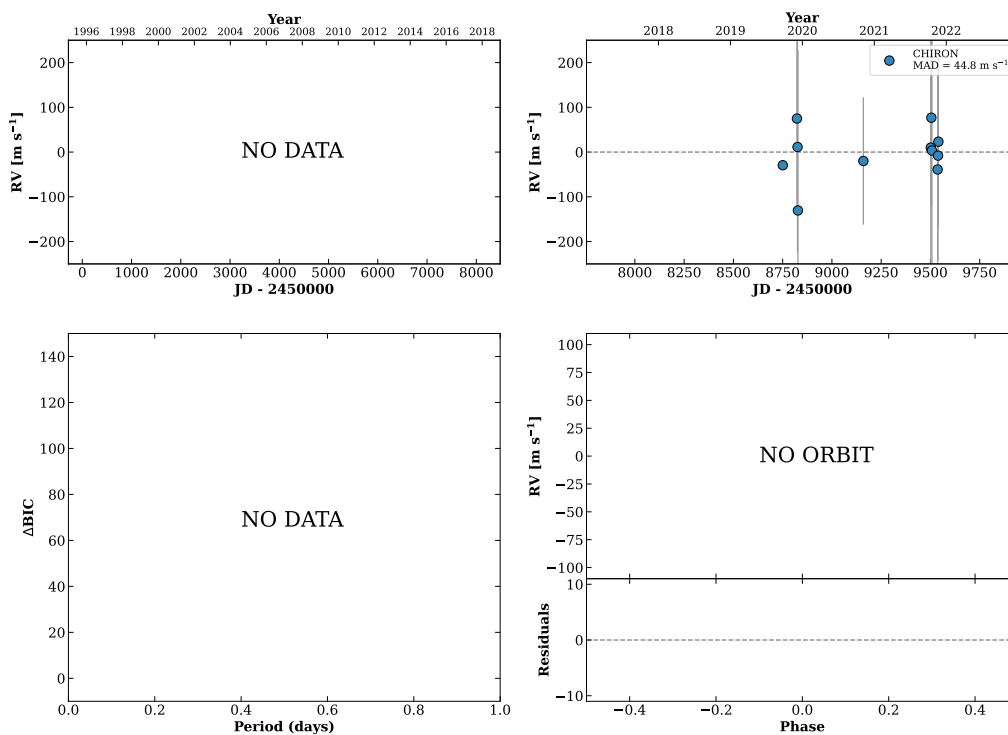 Year
1996 1998 2000 2002 2004 2006 2008 2010 2012 2014 2016 2018
200
100
0
−100
−200
RV [m s⁻¹]
NO DATA
0 1000 2000 3000 4000 5000 6000 7000 8000
JD - 2450000
Year
2018 2019 2020 2021 2022
CHIRON
MAD = 44.8 m s⁻¹
200
100
0
−100
−200
RV [m s⁻¹]
8000 8250 8500 8750 9000 9250 9500 9750
JD - 2450000
140
120
100
80
60
40
20
0
ΔBIC
NO DATA
0.0 0.2 0.4 0.6 0.8 1.0
Period (days)
100
75
50
25
0
−25
−50
−75
−100
RV [m s⁻¹]
NO ORBIT
10
0
−10
Residuals
−0.4 −0.2 0.0 0.2 0.4
Phase